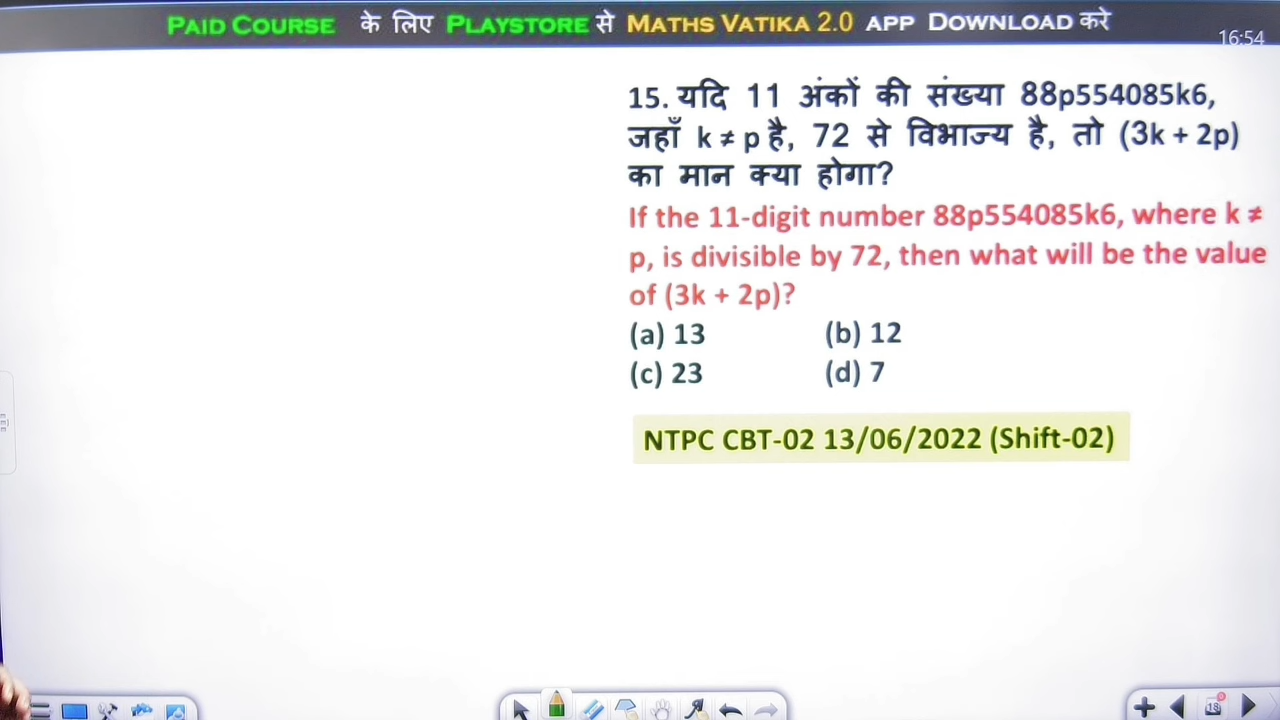 PAID COURSE के लिए PLAYSTORE से MATHS VATIKA 2.0 APP DOWNLOAD करे
16:54
15. यदि 11 अंकों की संख्या 88p554085k6,
जहाँ k ≠ p है, 72 से विभाज्य है, तो (3k + 2p)
का मान क्या होगा?
If the 11-digit number 88p554085k6, where k ≠
p, is divisible by 72, then what will be the value
of (3k + 2p)?
(a) 13 (b) 12
(c) 23 (d) 7
NTPC CBT-02 13/06/2022 (Shift-02)
18